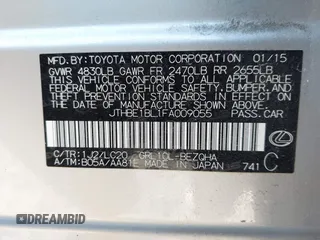 MFD. BY: TOYOTA MOTOR CORPORATION 01/15
GVWR 4830LB GAWR FR 2470LB RR 2655LB
THIS VEHICLE CONFORMS TO ALL APPLICABLE
FEDERAL MOTOR VEHICLE SAFETY, BUMPER, AND
THEFT PREVENTION STANDARDS IN EFFECT ON
THE DATE OF MANUFACTURE SHOWN ABOVE.
JTHBE1BL1FA009055 PASS.CAR
C/TR: 1J2/LC20 GRL10L-BEZQHA
A/TM: B05A/AA81E MADE IN JAPAN 741 C